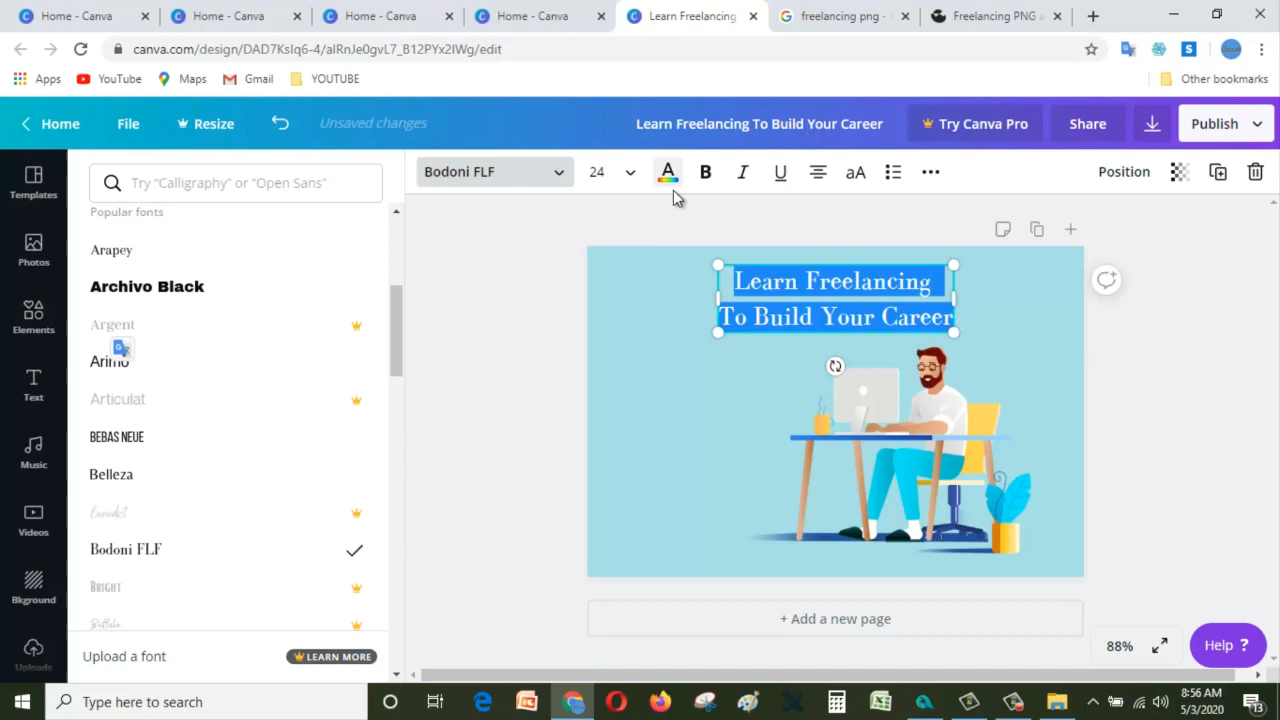 Home - Canva
Home - Canva
Home - Canva
Home - Canva
Learn Freelancing
freelancing png -
Freelancing PNG a
canva.com/design/DAD7KsIq6-4/aIRnJe0gvL7_B12PYx2IWg/edit
Apps
YouTube
Maps
Gmail
YOUTUBE
Other bookmarks
Home
File
Resize
Unsaved changes
Learn Freelancing To Build Your Career
Try Canva Pro
Share
Publish
Templates
Photos
Elements
Text
Music
Videos
Bkground
Uploads
Try “Calligraphy” or “Open Sans”
Popular fonts
Arapey
Archivo Black
Argent
Arimo
Articulat
BEBAS NEUE
Belleza
Benedict
Bodoni FLF
BRIGHT
Buffalo
Upload a font
LEARN MORE
Bodoni FLF
24
A
B
I
U
aA
Position
Learn Freelancing
To Build Your Career
+ Add a new page
88%
Help ?
Type here to search
8:56 AM
5/3/2020
13